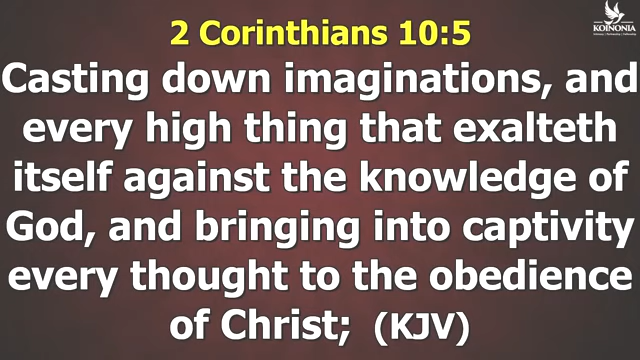 2 Corinthians 10:5
KOINONIA
Casting down imaginations, and
every high thing that exalteth
itself against the knowledge of
God, and bringing into captivity
every thought to the obedience
of Christ;  (KJV)